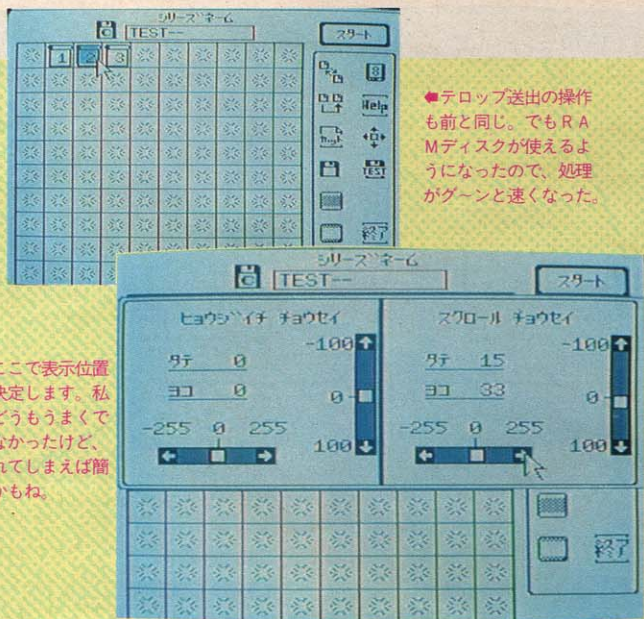 シリーズネーム
C TEST--
スタート
1 2 3
8
Help
TEST
終了
←テロップ送出の操作
も前と同じ。でもRA
Mディスクが使えるよ
うになったので、処理
がグーンと速くなった。
シリーズネーム
C TEST--
スタート
ヒョウジイチ チョウセイ
タテ 0
ヨコ 0
-100
0
100
-255 0 255
スクロール チョウセイ
タテ 15
ヨコ 33
-100
0
100
-255 0 255
終了
ここで表示位置
決定します。私
どうもうまくで
なかったけど、
れてしまえば簡
かもね。